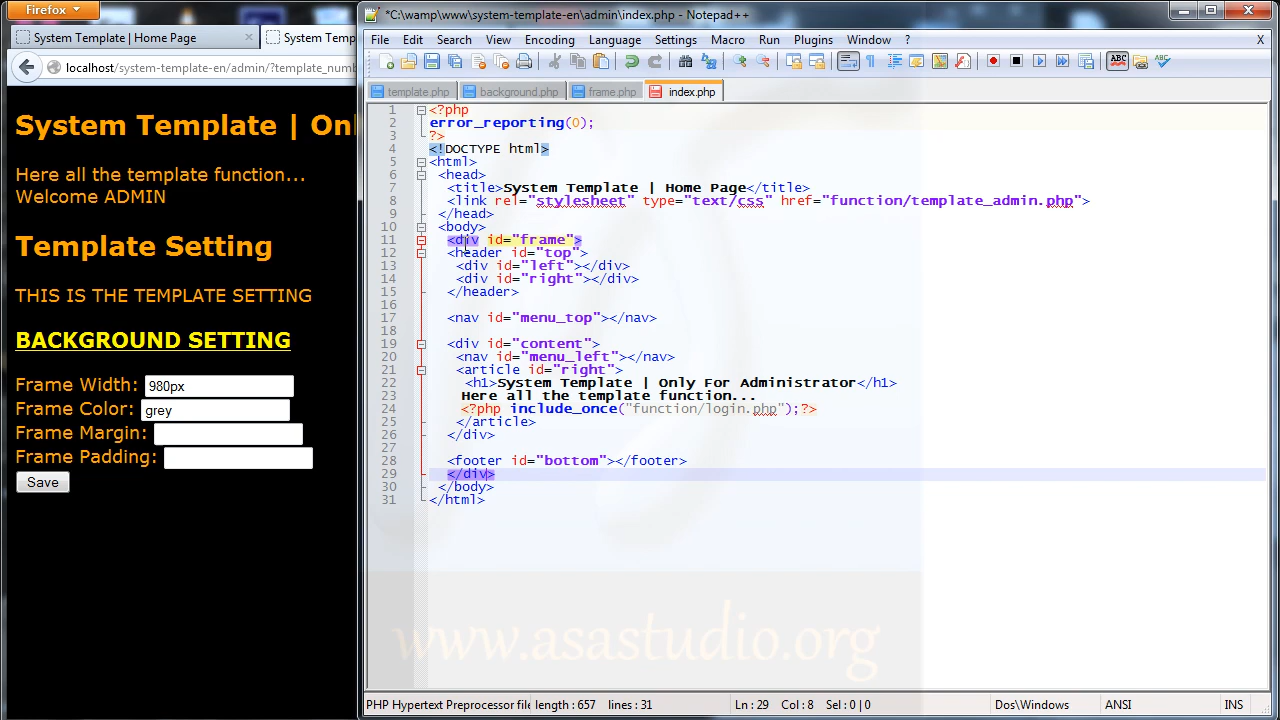 Firefox
System Template | Home Page
System Temp
localhost/system-template-en/admin/?template_numb
System Template | Onl
Here all the template function...
Welcome ADMIN
Template Setting
THIS IS THE TEMPLATE SETTING
BACKGROUND SETTING
Frame Width: 980px
Frame Color: grey
Frame Margin:
Frame Padding:
Save
*C:\wamp\www\system-template-en\admin\index.php - Notepad++
File Edit Search View Encoding Language Settings Macro Run Plugins Window ? X
template.php background.php frame.php index.php
1 <?php
2 error_reporting(0);
3 ?>
4 <!DOCTYPE html>
5 <html>
6 <head>
7 <title>System Template | Home Page</title>
8 <link rel="stylesheet" type="text/css" href="function/template_admin.php">
9 </head>
10 <body>
11 <div id="frame">
12 <header id="top">
13 <div id="left"></div>
14 <div id="right"></div>
15 </header>
16
17 <nav id="menu_top"></nav>
18
19 <div id="content">
20 <nav id="menu_left"></nav>
21 <article id="right">
22 <h1>System Template | Only For Administrator</h1>
23 Here all the template function...
24 <?php include_once("function/login.php");?>
25 </article>
26 </div>
27
28 <footer id="bottom"></footer>
29 </div>
30 </body>
31 </html>
www.asastudio.org
PHP Hypertext Preprocessor file length : 657 lines : 31 Ln : 29 Col : 8 Sel : 0 | 0 Dos\Windows ANSI INS